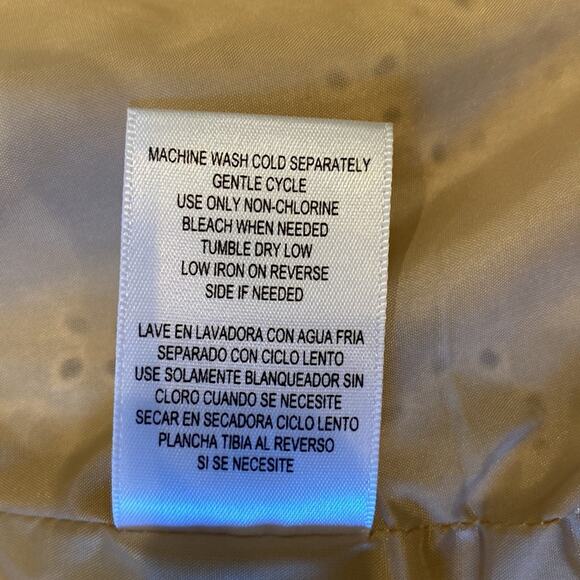 MACHINE WASH COLD SEPARATELY
GENTLE CYCLE
USE ONLY NON-CHLORINE
BLEACH WHEN NEEDED
TUMBLE DRY LOW
LOW IRON ON REVERSE
SIDE IF NEEDED
LAVE EN LAVADORA CON AGUA FRIA
SEPARADO CON CICLO LENTO
USE SOLAMENTE BLANQUEADOR SIN
CLORO CUANDO SE NECESITE
SECAR EN SECADORA CICLO LENTO
PLANCHA TIBIA AL REVERSO
SI SE NECESITE